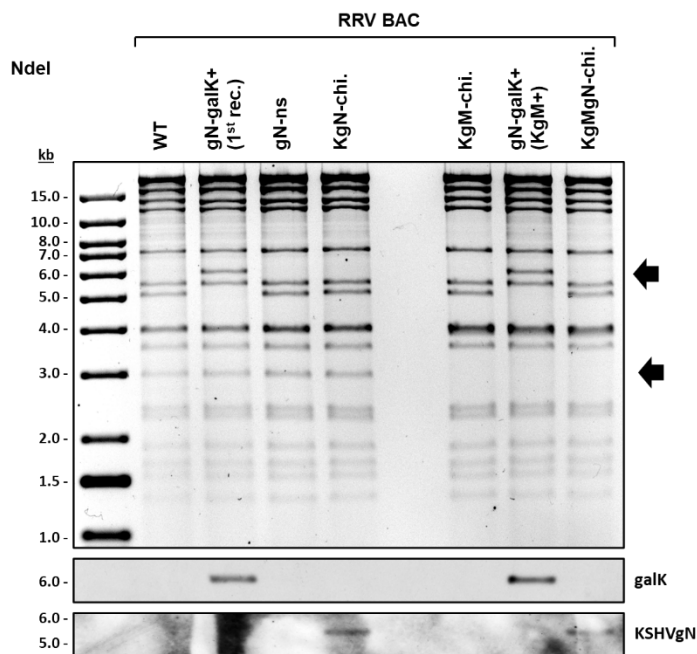 RRV BAC
NdeI
WT
gN-galK+
(1st rec.)
gN-ns
KgN-chi.
KgM-chi.
gN-galK+
(KgM+)
KgMgN-chi.
kb
15.0 -
10.0 -
8.0 -
7.0 -
6.0 -
5.0 -
4.0 -
3.0 -
2.0 -
1.5 -
1.0 -
6.0 -
galK
6.0 -
5.0 -
KSHVgN